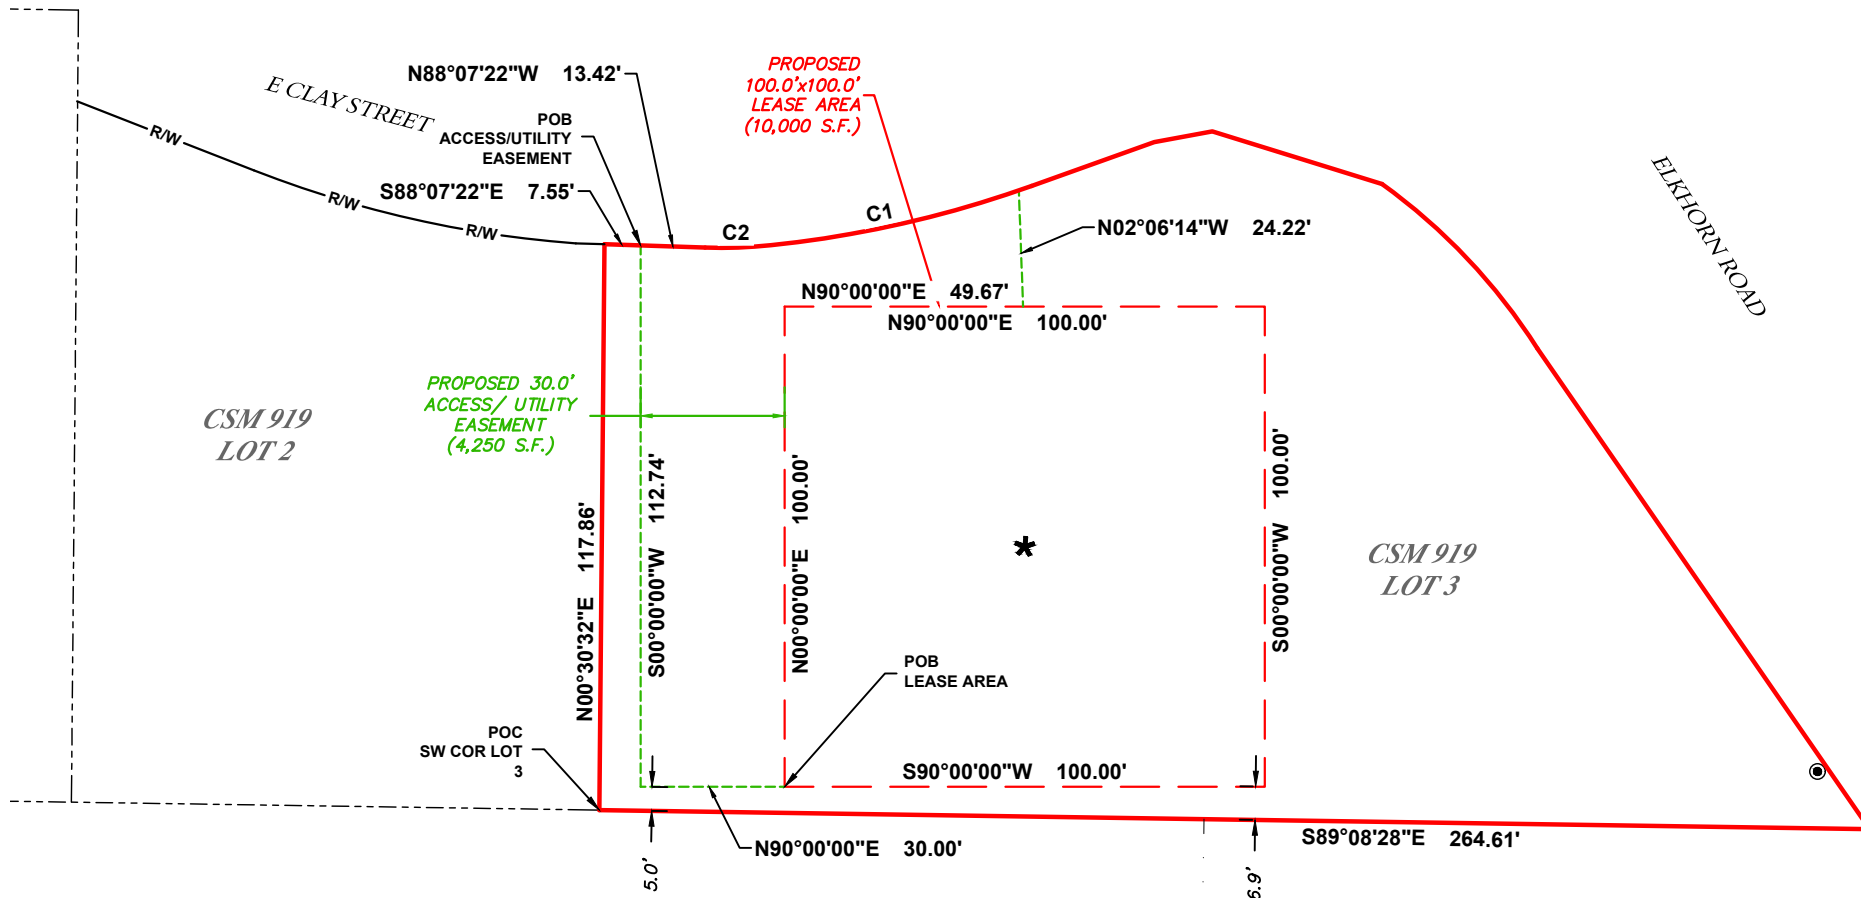 N88°07'22"W 13.42'
E CLAY STREET
POB
ACCESS/UTILITY
EASEMENT
S88°07'22"E 7.55'
R/W
R/W
R/W
C2
C1
PROPOSED
100.0'x100.0'
LEASE AREA
(10,000 S.F.)
ELKHORN ROAD
N02°06'14"W 24.22'
N90°00'00"E 49.67'
N90°00'00"E 100.00'
PROPOSED 30.0'
ACCESS/ UTILITY
EASEMENT
(4,250 S.F.)
CSM 919
LOT 2
N00°30'32"E 117.86'
S00°00'00"W 112.74'
N00°00'00"E 100.00'
*
S00°00'00"W 100.00'
CSM 919
LOT 3
POB
LEASE AREA
POC
SW COR LOT
3
S90°00'00"W 100.00'
N90°00'00"E 30.00'
S89°08'28"E 264.61'
5.0'
6.9'